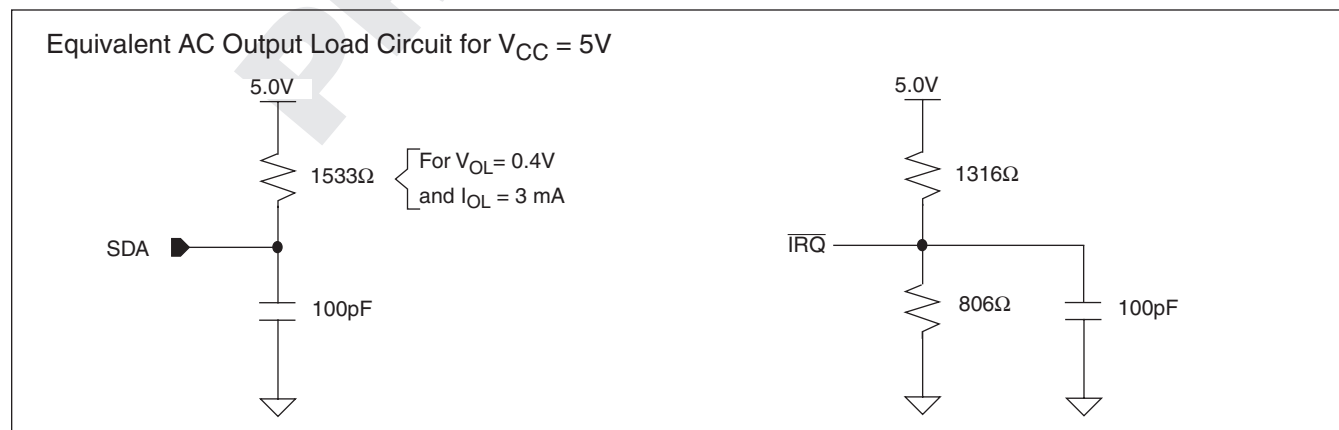 Equivalent AC Output Load Circuit for VCC = 5V
5.0V
1533Ω
For VOL= 0.4V
and IOL = 3 mA
SDA
100pF
5.0V
1316Ω
IRQ
806Ω
100pF